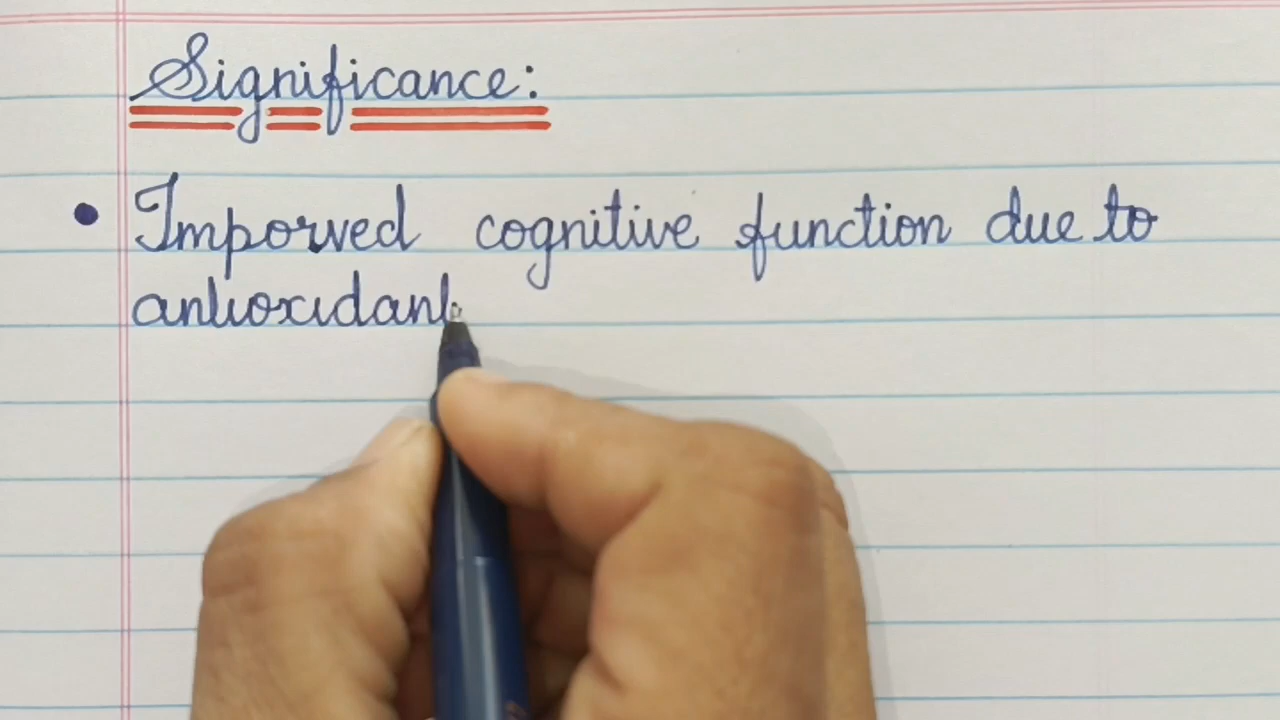 Significance:
• Imporved cognitive function due to
antioxidant